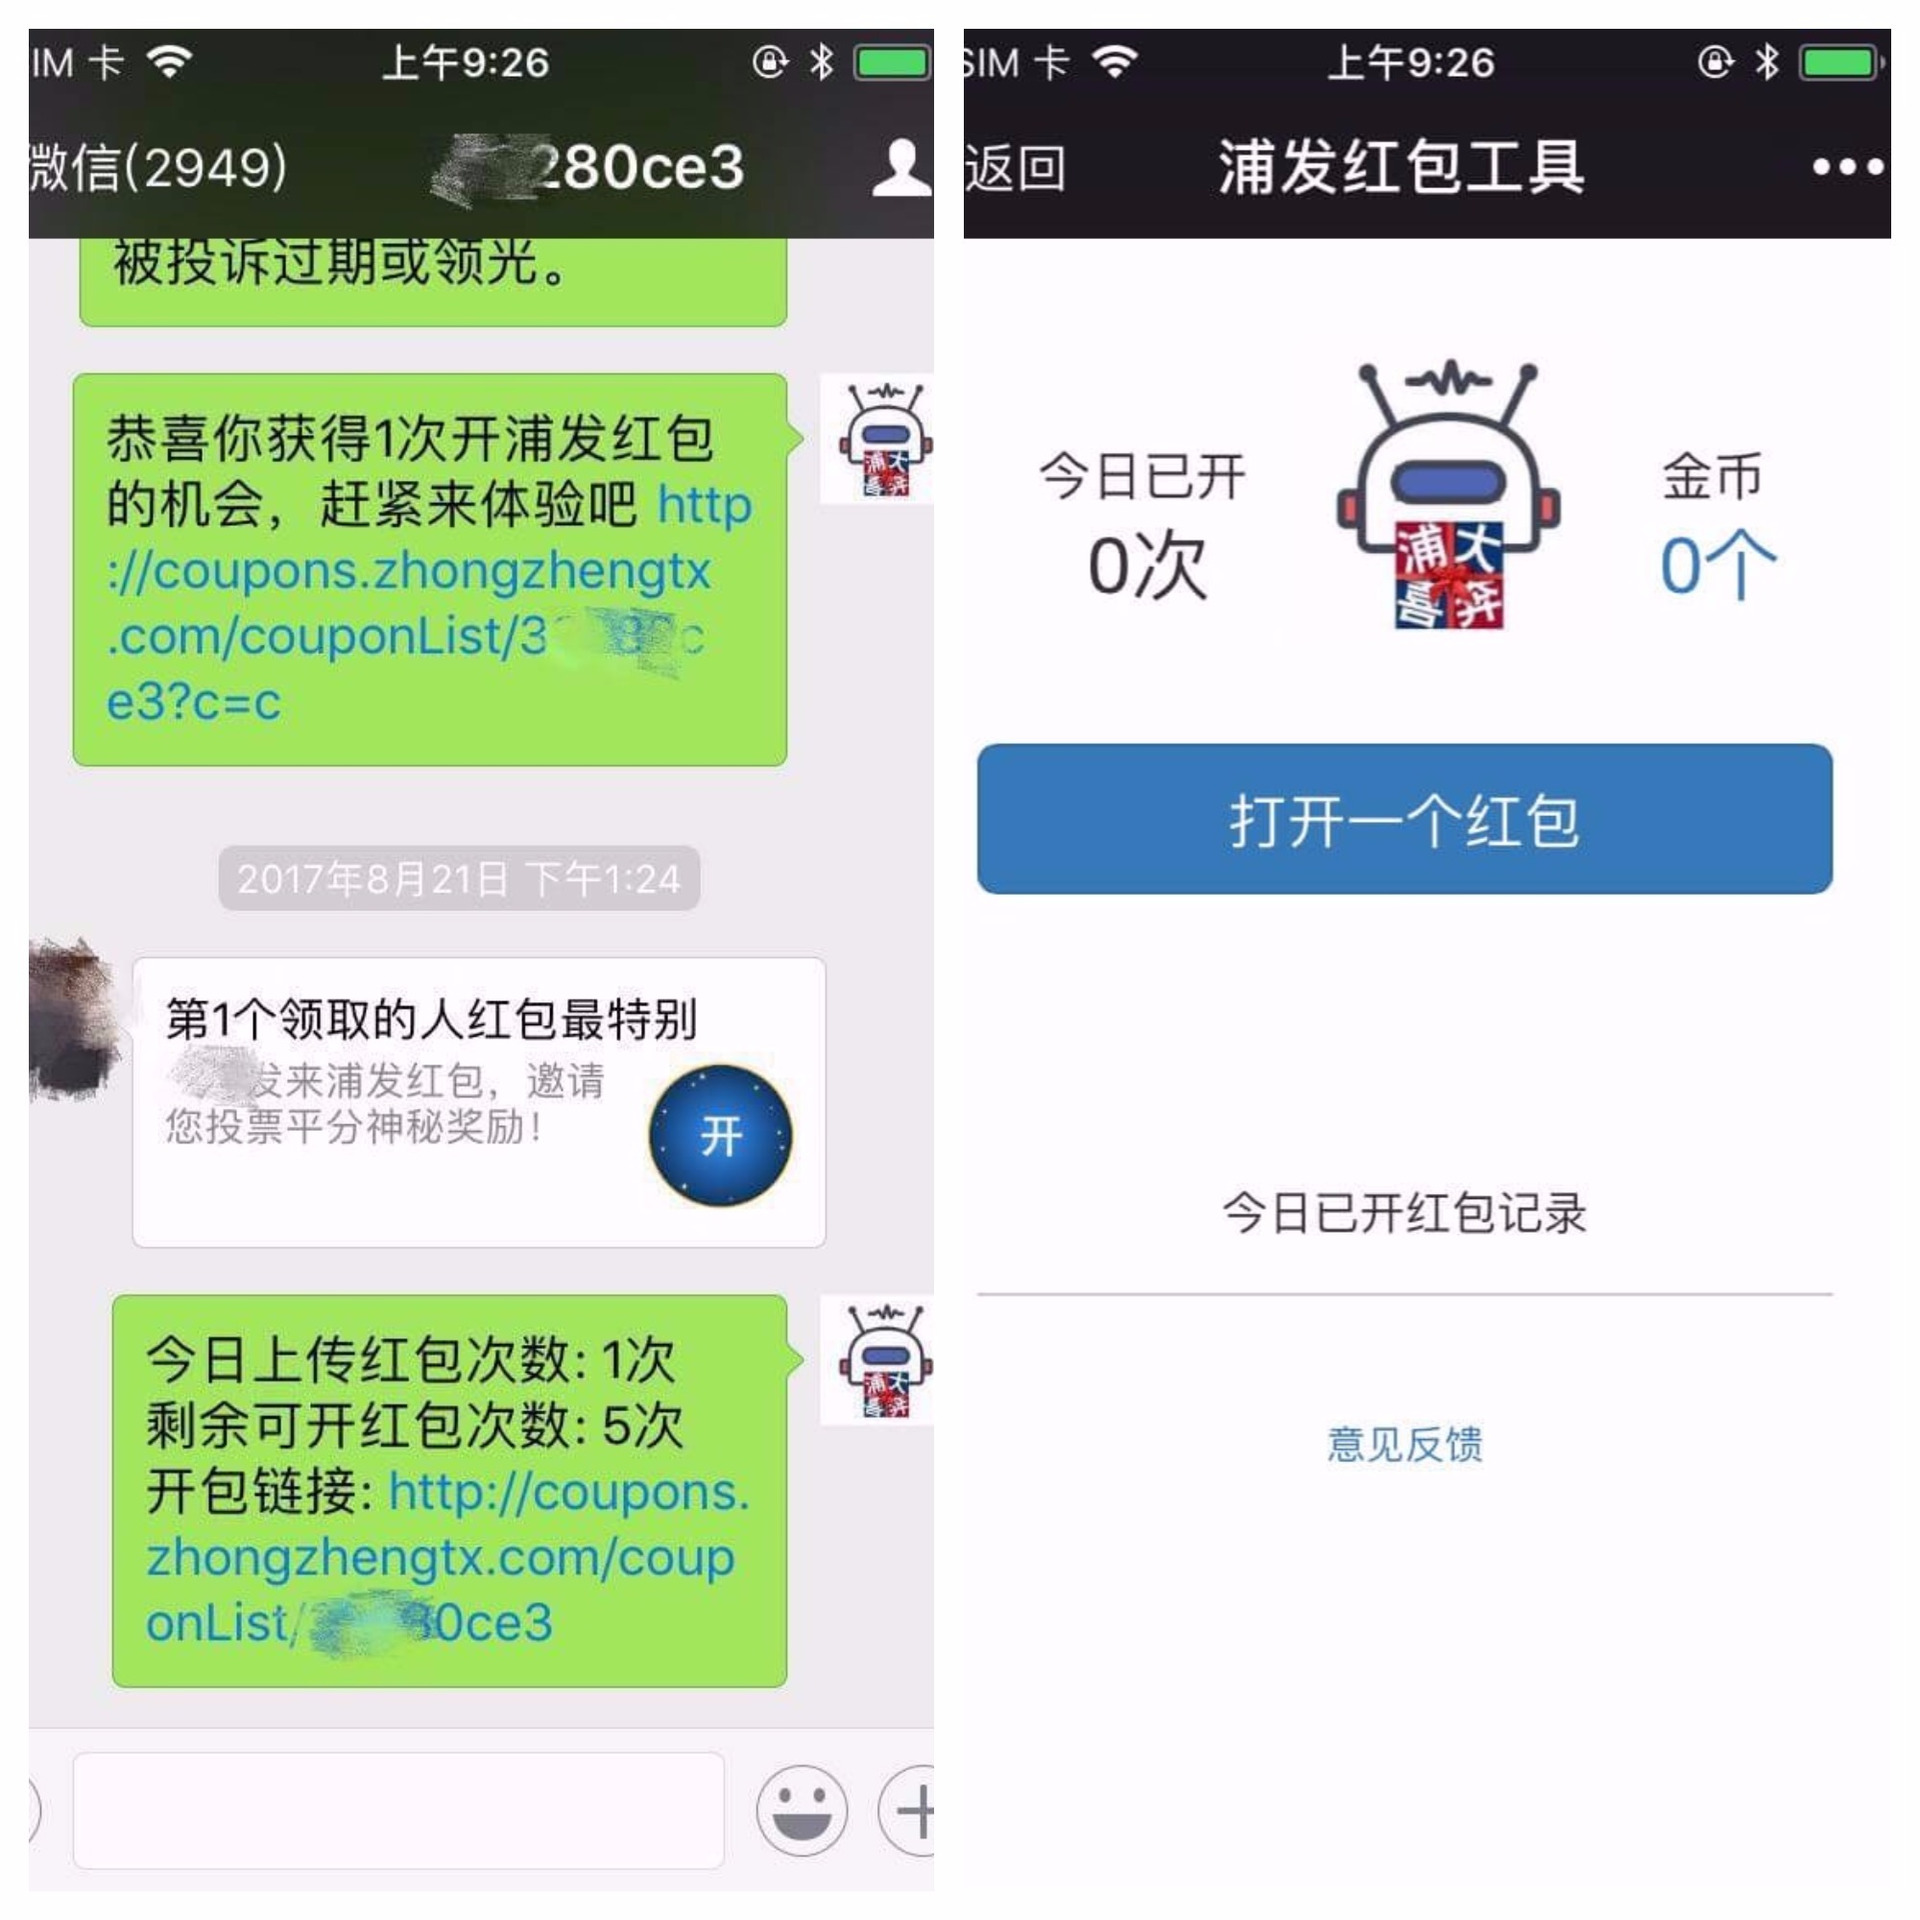 IM 卡
上午9:26
微信(2949)
280ce3
被投诉过期或领光。
恭喜你获得1次开浦发红包
的机会，赶紧来体验吧 http
://coupons.zhongzhengtx
.com/couponList/3
e3?c=c
2017年8月21日 下午1:24
第1个领取的人红包最特别
发来浦发红包，邀请
您投票平分神秘奖励！
开
今日上传红包次数: 1次
剩余可开红包次数: 5次
开包链接: http://coupons.
zhongzhengtx.com/coup
onList/
0ce3
SIM 卡
上午9:26
返回
浦发红包工具
今日已开
0次
浦大
喜奔
金币
0个
打开一个红包
今日已开红包记录
意见反馈